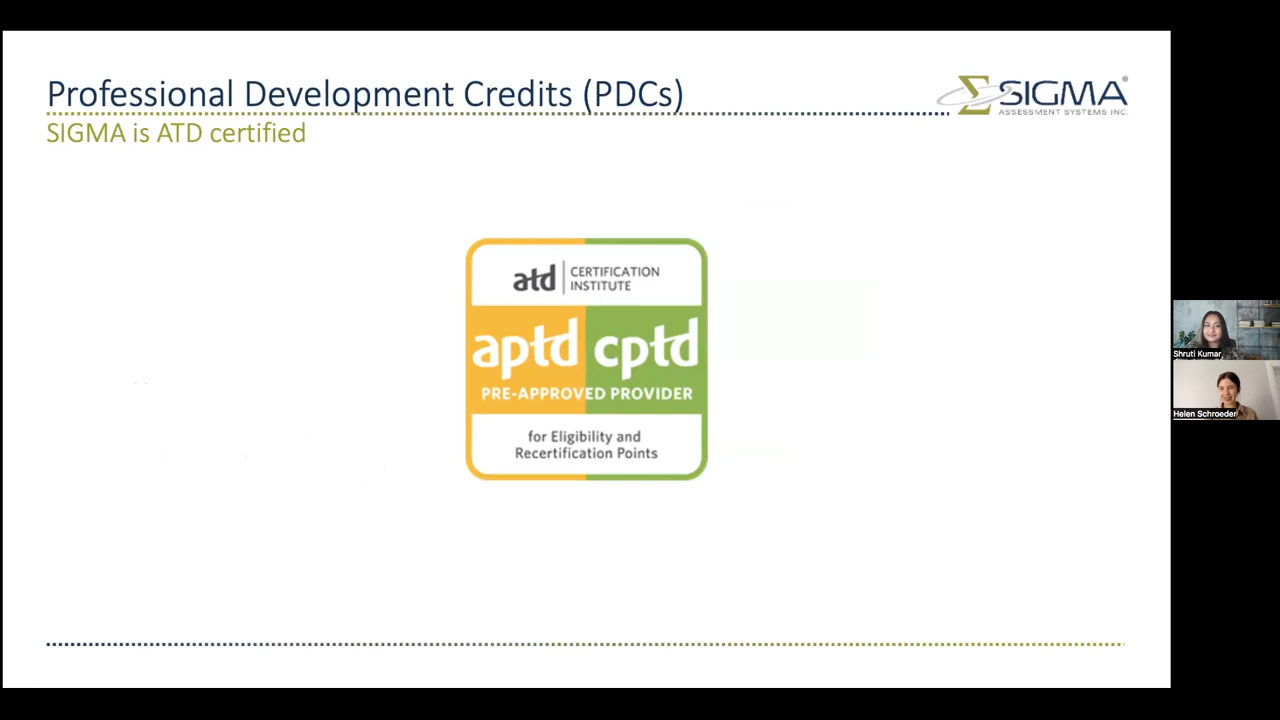 Professional Development Credits (PDCs)
SIGMA is ATD certified
SIGMA®
ASSESSMENT SYSTEMS INC.
atd CERTIFICATION
INSTITUTE
aptd cptd
PRE-APPROVED PROVIDER
for Eligibility and
Recertification Points
Shruti Kumar
Helen Schroeder